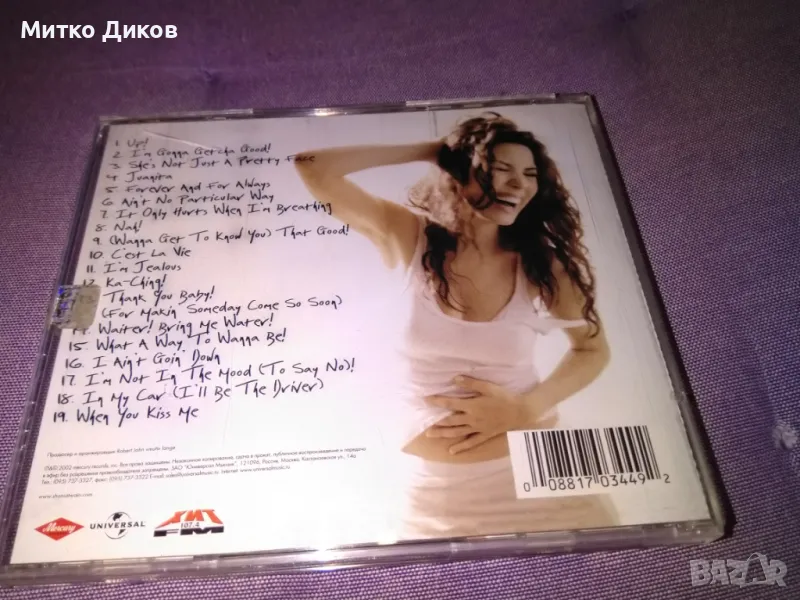 Митко Диков
1. Up!
2. I'm Gonna Getcha Good!
3. She's Not Just A Pretty Face
4. Juanita
5. Forever And For Always
6. Ain't No Particular Way
7. It Only Hurts When I'm Breathing
8. Nah!
9. (Wanna Get To Know You) That Good!
10. C'est La Vie
11. I'm Jealous
12. Ka-Ching!
13. Thank You Baby!
(For Makin' Someday Come So Soon)
14. Waiter! Bring Me Water!
15. What A Way To Wanna Be!
16. I Ain't Goin' Down
17. I'm Not In The Mood (To Say No)!
18. In My Car (I'll Be The Driver)
19. When You Kiss Me
Mercury
UNIVERSAL
ХИТ
107.4
FM
0 08817 03449 2
BAZAR